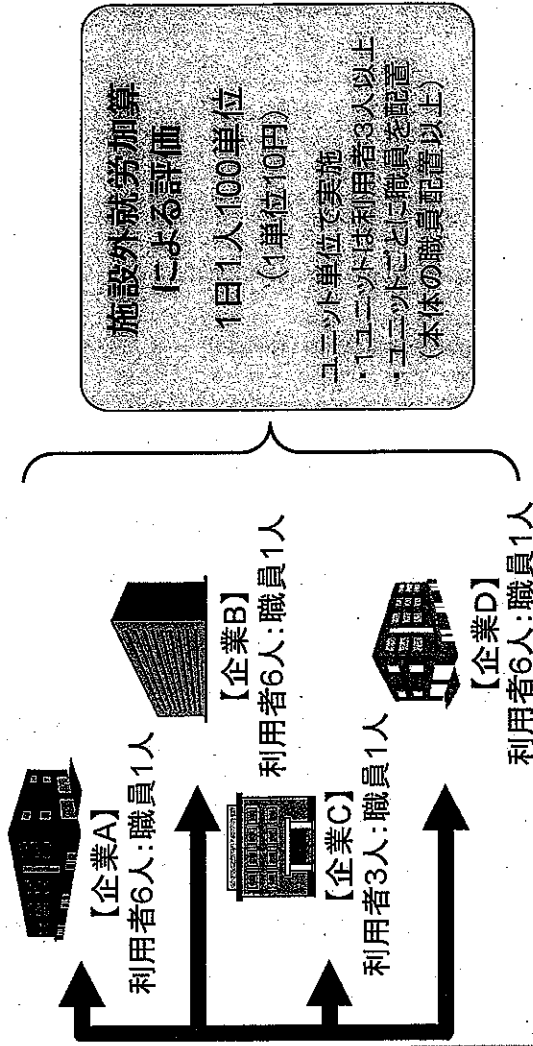 【企業A】
利用者6人:職員1人
【企業B】
利用者6人:職員1人
【企業C】
利用者3人:職員1人
【企業D】
利用者6人:職員1人
施設外就労加算
による評価
1日1人100単位
(1単位10円)
ユニット単位で実施
・1ユニットは利用者3人以上
・ユニットごとに職員を配置
(本体の職員配置以上)